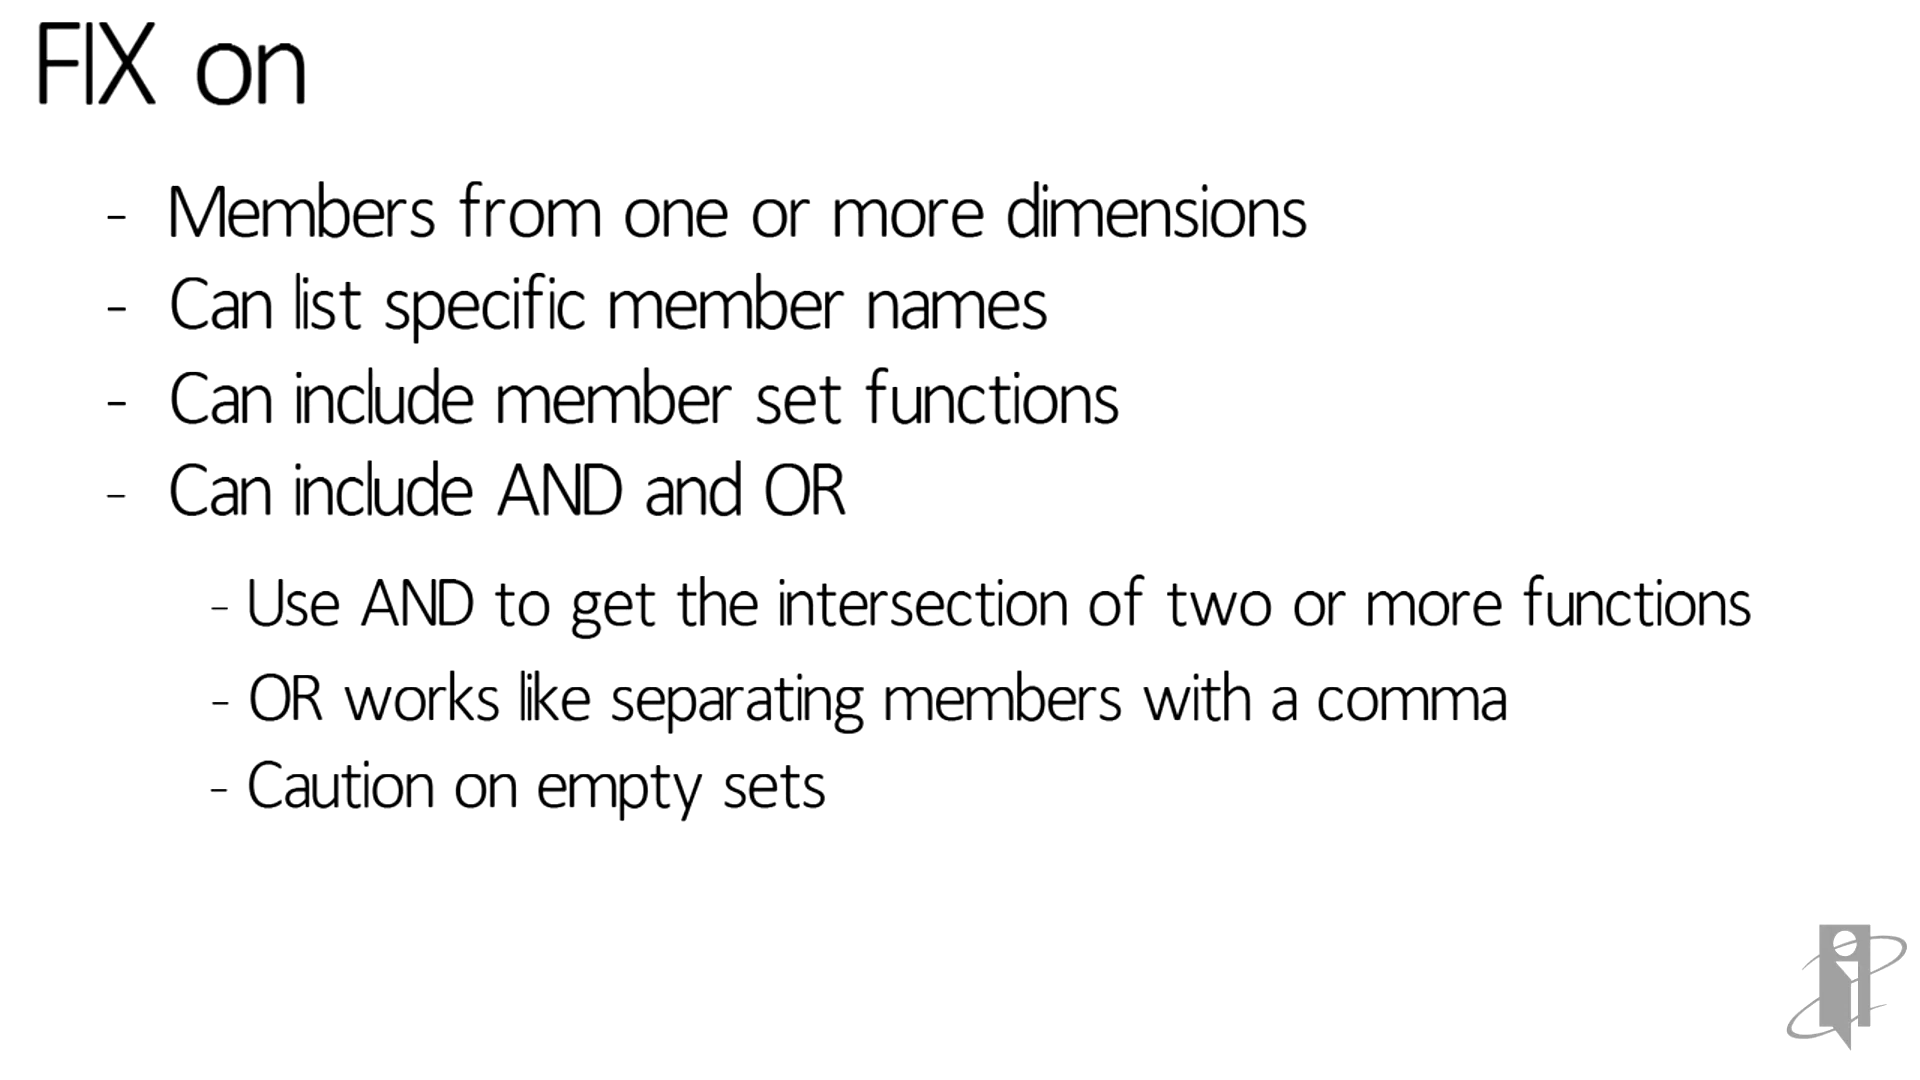 FIX on
- Members from one or more dimensions
- Can list specific member names
- Can include member set functions
- Can include AND and OR
- Use AND to get the intersection of two or more functions
- OR works like separating members with a comma
- Caution on empty sets